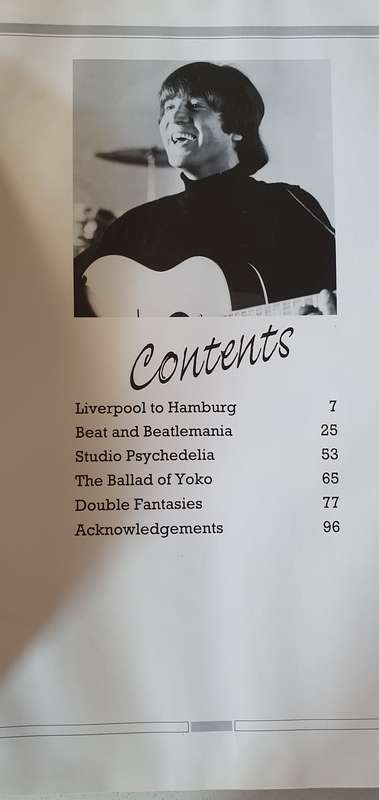 Contents
Liverpool to Hamburg 7
Beat and Beatlemania 25
Studio Psychedelia 53
The Ballad of Yoko 65
Double Fantasies 77
Acknowledgements 96